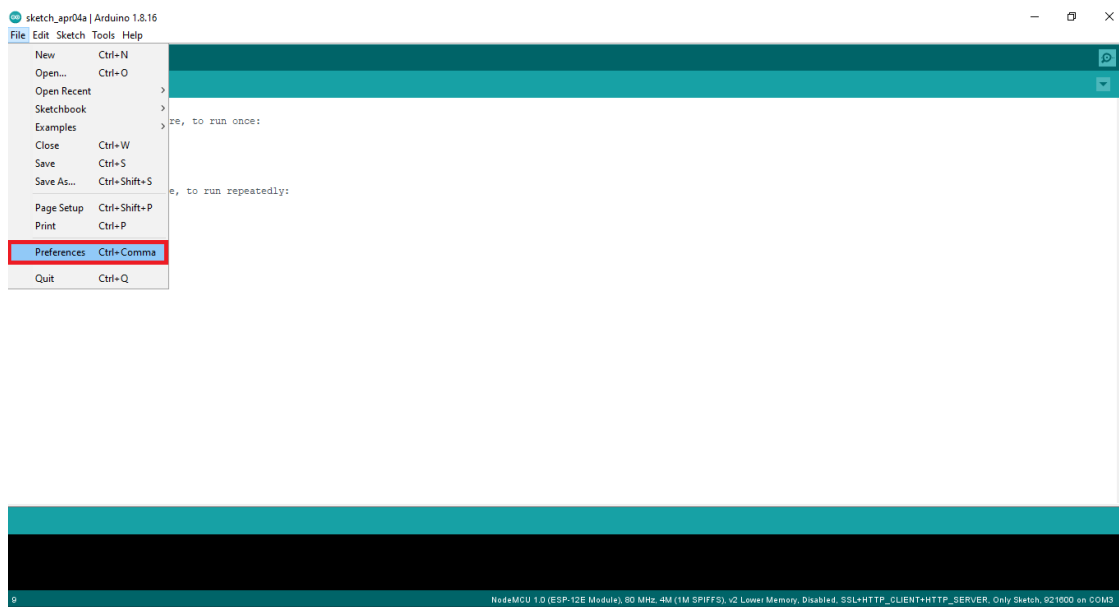 sketch_apr04a | Arduino 1.8.16
File Edit Sketch Tools Help
New Ctrl+N
Open... Ctrl+O
Open Recent
Sketchbook
Examples
re, to run once:
Close Ctrl+W
Save Ctrl+S
Save As... Ctrl+Shift+S
e, to run repeatedly:
Page Setup Ctrl+Shift+P
Print Ctrl+P
Preferences Ctrl+Comma
Quit Ctrl+Q
9 NodeMCU 1.0 (ESP-12E Module), 80 MHz, 4M (1M SPIFFS), v2 Lower Memory, Disabled, SSL+HTTP_CLIENT+HTTP_SERVER, Only Sketch, 921600 on COM3